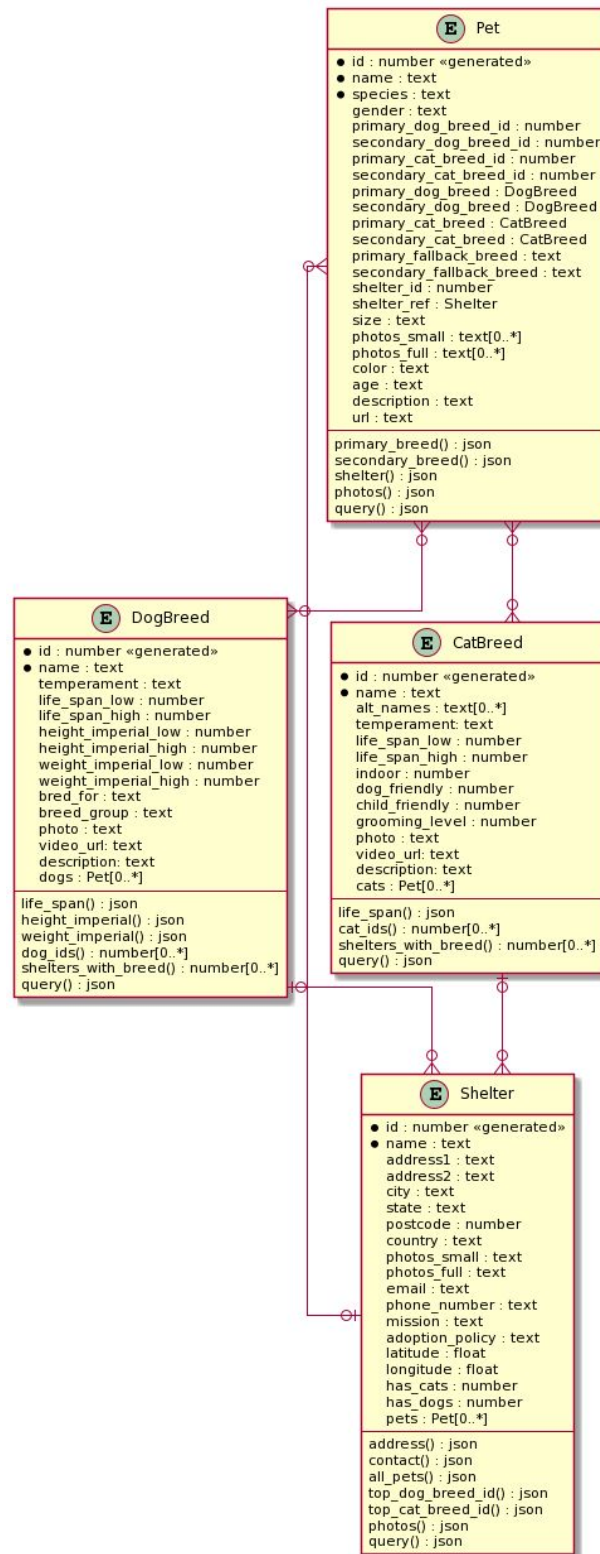 E Pet
● id : number «generated»
● name : text
● species : text
gender : text
primary_dog_breed_id : number
secondary_dog_breed_id : number
primary_cat_breed_id : number
secondary_cat_breed_id : number
primary_dog_breed : DogBreed
secondary_dog_breed : DogBreed
primary_cat_breed : CatBreed
secondary_cat_breed : CatBreed
primary_fallback_breed : text
secondary_fallback_breed : text
shelter_id : number
shelter_ref : Shelter
size : text
photos_small : text[0..*]
photos_full : text[0..*]
color : text
age : text
description : text
url : text
primary_breed() : json
secondary_breed() : json
shelter() : json
photos() : json
query() : json
E DogBreed
● id : number «generated»
● name : text
temperament : text
life_span_low : number
life_span_high : number
height_imperial_low : number
height_imperial_high : number
weight_imperial_low : number
weight_imperial_high : number
bred_for : text
breed_group : text
photo : text
video_url: text
description: text
dogs : Pet[0..*]
life_span() : json
height_imperial() : json
weight_imperial() : json
dog_ids() : number[0..*]
shelters_with_breed() : number[0..*]
query() : json
E CatBreed
● id : number «generated»
● name : text
alt_names : text[0..*]
temperament: text
life_span_low : number
life_span_high : number
indoor : number
dog_friendly : number
child_friendly : number
grooming_level : number
photo : text
video_url: text
description: text
cats : Pet[0..*]
life_span() : json
cat_ids() : number[0..*]
shelters_with_breed() : number[0..*]
query() : json
E Shelter
● id : number «generated»
● name : text
address1 : text
address2 : text
city : text
state : text
postcode : number
country : text
photos_small : text
photos_full : text
email : text
phone_number : text
mission : text
adoption_policy : text
latitude : float
longitude : float
has_cats : number
has_dogs : number
pets : Pet[0..*]
address() : json
contact() : json
all_pets() : json
top_dog_breed_id() : json
top_cat_breed_id() : json
photos() : json
query() : json